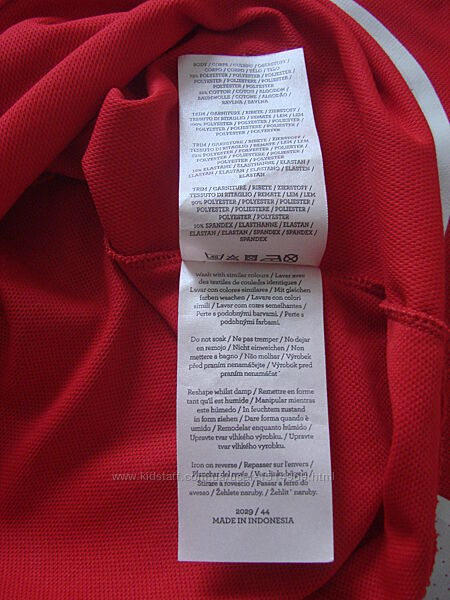 BODY / CORPS / CUERPO / OBERSTOFF /
CORPO / CORPO / TĚLO / TELO
POLYESTER / POLYESTER / POLIÉSTER /
POLYESTER / POLIESTERE / POLIÉSTER /
POLYESTER / POLYESTER
COTTON / COTON / ALGODÓN /
BAUMWOLLE / COTONE / ALGODÃO /
BAVLNA / BAVLNA
TRIM / GARNITURE / RIBETE / ZIERSTOFF /
TESSUTO DI RITAGLIO / REMATE / LEM / LEM
100% POLYESTER / POLYESTER / POLIÉSTER /
POLYESTER / POLIESTERE / POLIÉSTER /
POLYESTER / POLYESTER
TRIM / GARNITURE / RIBETE / ZIERSTOFF /
TESSUTO DI RITAGLIO / REMATE / LEM / LEM
POLYESTER / POLYESTER / POLIÉSTER /
POLYESTER / POLIESTERE / POLIÉSTER /
POLYESTER / POLYESTER
ELASTANE / ELASTHANNE / ELASTAN /
ELASTAN / ELASTAN / ELASTANO / ELASTEN /
ELASTAN
TRIM / GARNITURE / RIBETE / ZIERSTOFF /
TESSUTO DI RITAGLIO / REMATE / LEM / LEM
90% POLYESTER / POLYESTER / POLIÉSTER /
POLYESTER / POLIESTERE / POLIÉSTER /
POLYESTER / POLYESTER
10% SPANDEX / ELASTHANNE / ELASTAN /
ELASTAN / ELASTAN / SPANDEX / SPANDEX /
SPANDEX
Wash with similar colours / Laver avec
des textiles de couleurs identiques /
Lavar con colores similares / Mit gleichen
farben waschen / Lavare con colori
simili / Lavar com cores semelhantes /
Perte s podobnými barvami. / Perte s
podobnými farbami.
Do not soak / Ne pas tremper / No dejar
en remojo / Nicht einweichen / Non
mettere a bagno / Não molhar / Výrobek
před praním nenamáčejte / Výrobok pred
praním nenamáčať
Reshape whilst damp / Remettre en forme
tant qu'il est humide / Manipular mientras
este húmedo / In feuchtem zustand
in form ziehen / Dare forma quando è
umido / Remodelar enquanto húmido /
Upravte tvar vlhkého výrobku. / Upravte
tvar vlhkého výrobku.
Iron on reverse / Repasser sur l'envers /
Planchar del revés / Von links bügeln /
Stirare a rovescio / Passar a ferro do
avesso / Žehlete naruby. / Žehliť naruby.
2029 / 44
MADE IN INDONESIA